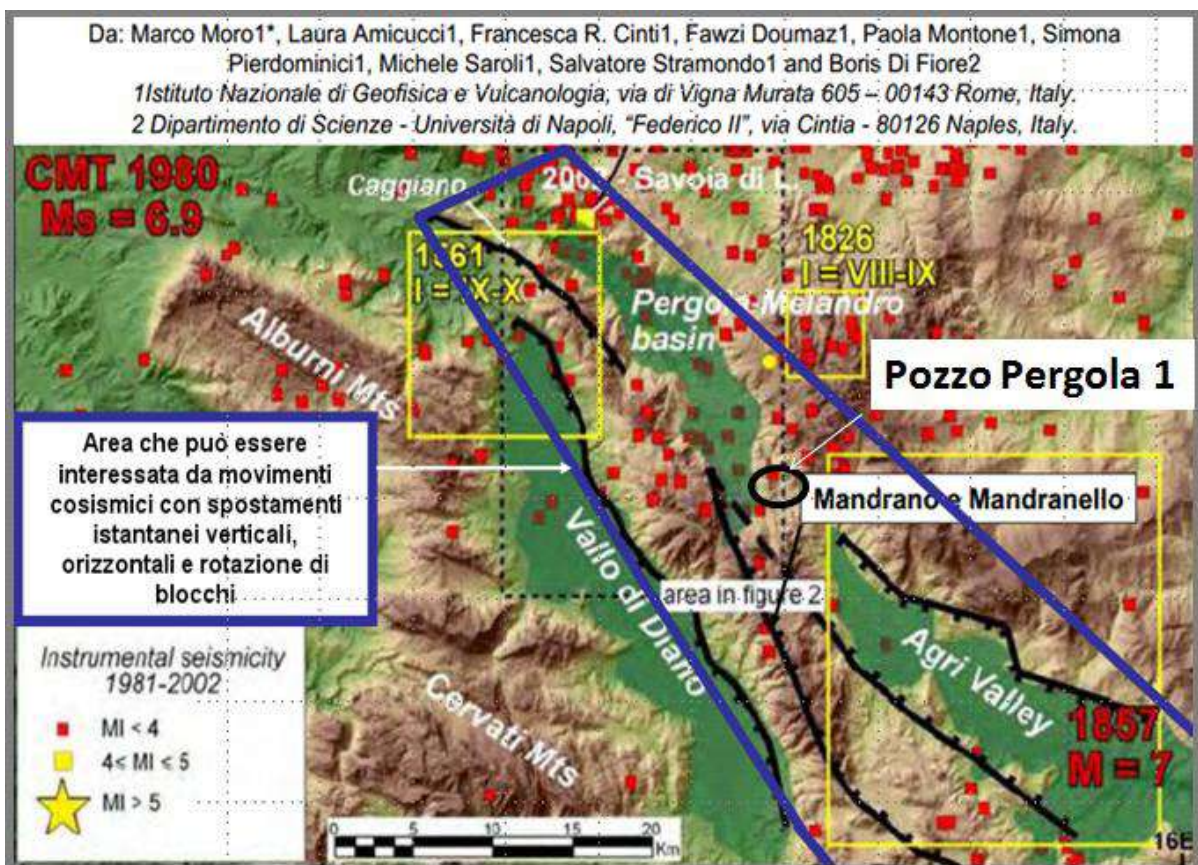 Da: Marco Moro1*, Laura Amicucci1, Francesca R. Cinti1, Fawzi Doumaz1, Paola Montone1, Simona
Pierdominici1, Michele Saroli1, Salvatore Stramondo1 and Boris Di Fiore2
1Istituto Nazionale di Geofisica e Vulcanologia, via di Vigna Murata 605 – 00143 Rome, Italy.
2 Dipartimento di Scienze - Università di Napoli, "Federico II", via Cintia - 80126 Naples, Italy.
CMT 1980
Ms = 6.9
Caggiano
Savoia di L.
1561
I = IX-X
1826
I = VIII-IX
Pergola-Melandro
basin
Alburni Mts
Pozzo Pergola 1
Area che può essere
interessata da movimenti
cosismici con spostamenti
istantanei verticali,
orizzontali e rotazione di
blocchi
Mandrano e Mandranello
Vallo di Diano
area in figure 2
Agri Valley
Cervati Mts
1857
M = 7
Instrumental seismicity
1981-2002
Ml < 4
4< Ml < 5
Ml > 5
0 5 10 15 20
Km
16E